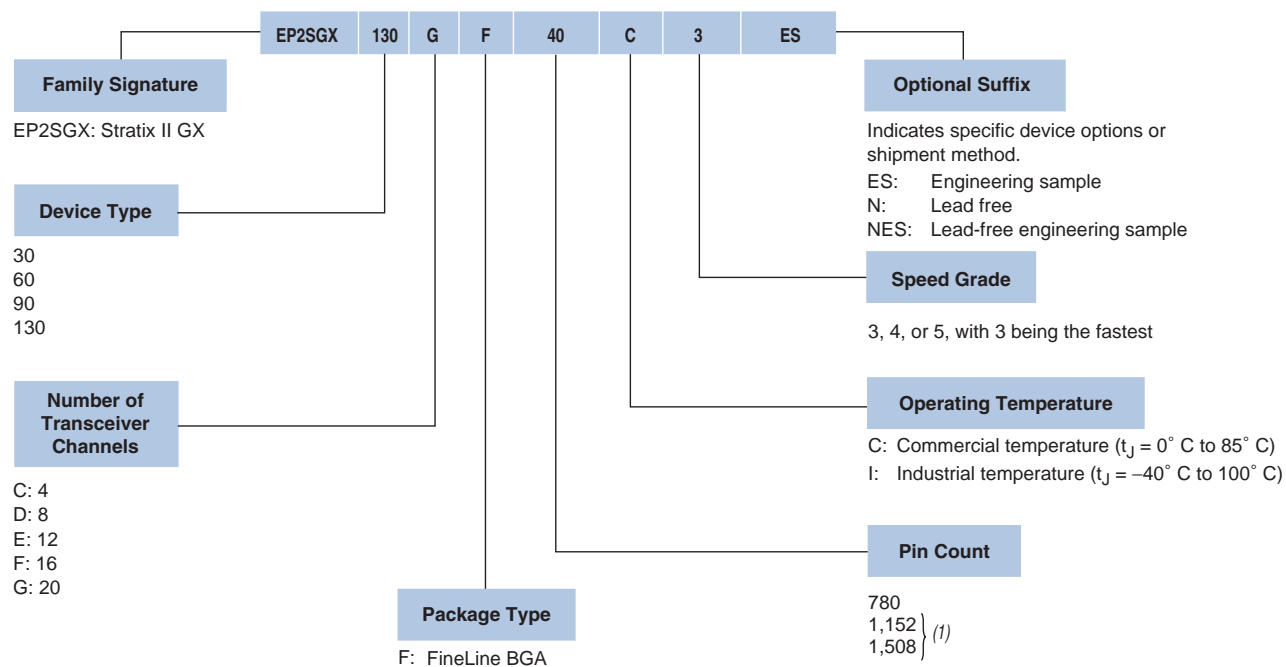 EP2SGX 130 G F 40 C 3 ES
Family Signature
EP2SGX: Stratix II GX
Device Type
30
60
90
130
Number of
Transceiver
Channels
C: 4
D: 8
E: 12
F: 16
G: 20
Package Type
F: FineLine BGA
Optional Suffix
Indicates specific device options or
shipment method.
ES: Engineering sample
N: Lead free
NES: Lead-free engineering sample
Speed Grade
3, 4, or 5, with 3 being the fastest
Operating Temperature
C: Commercial temperature (tJ = 0° C to 85° C)
I: Industrial temperature (tJ = −40° C to 100° C)
Pin Count
780
1,152
1,508
(1)